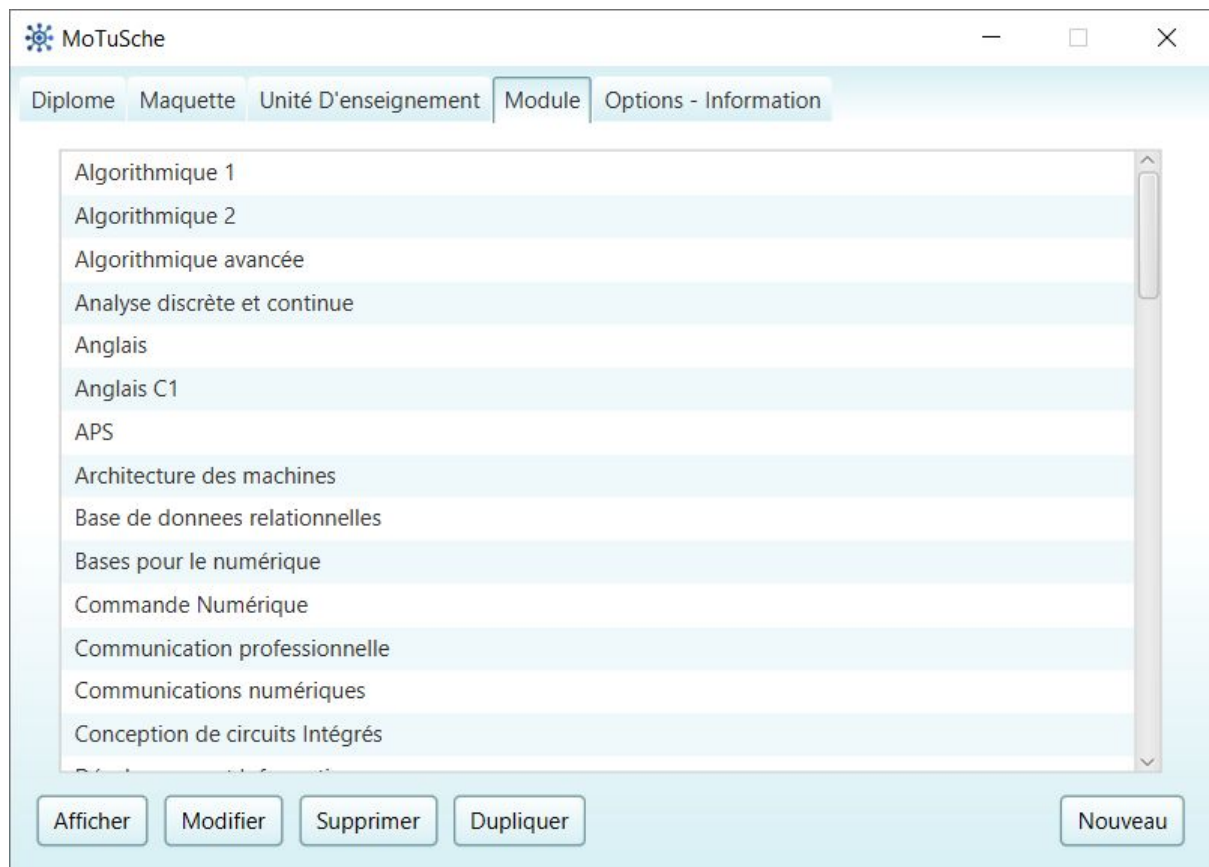 MoTuSche
Diplome Maquette Unité D'enseignement Module Options - Information
Algorithmique 1
Algorithmique 2
Algorithmique avancée
Analyse discrète et continue
Anglais
Anglais C1
APS
Architecture des machines
Base de donnees relationnelles
Bases pour le numérique
Commande Numérique
Communication professionnelle
Communications numériques
Conception de circuits Intégrés
Afficher Modifier Supprimer Dupliquer Nouveau